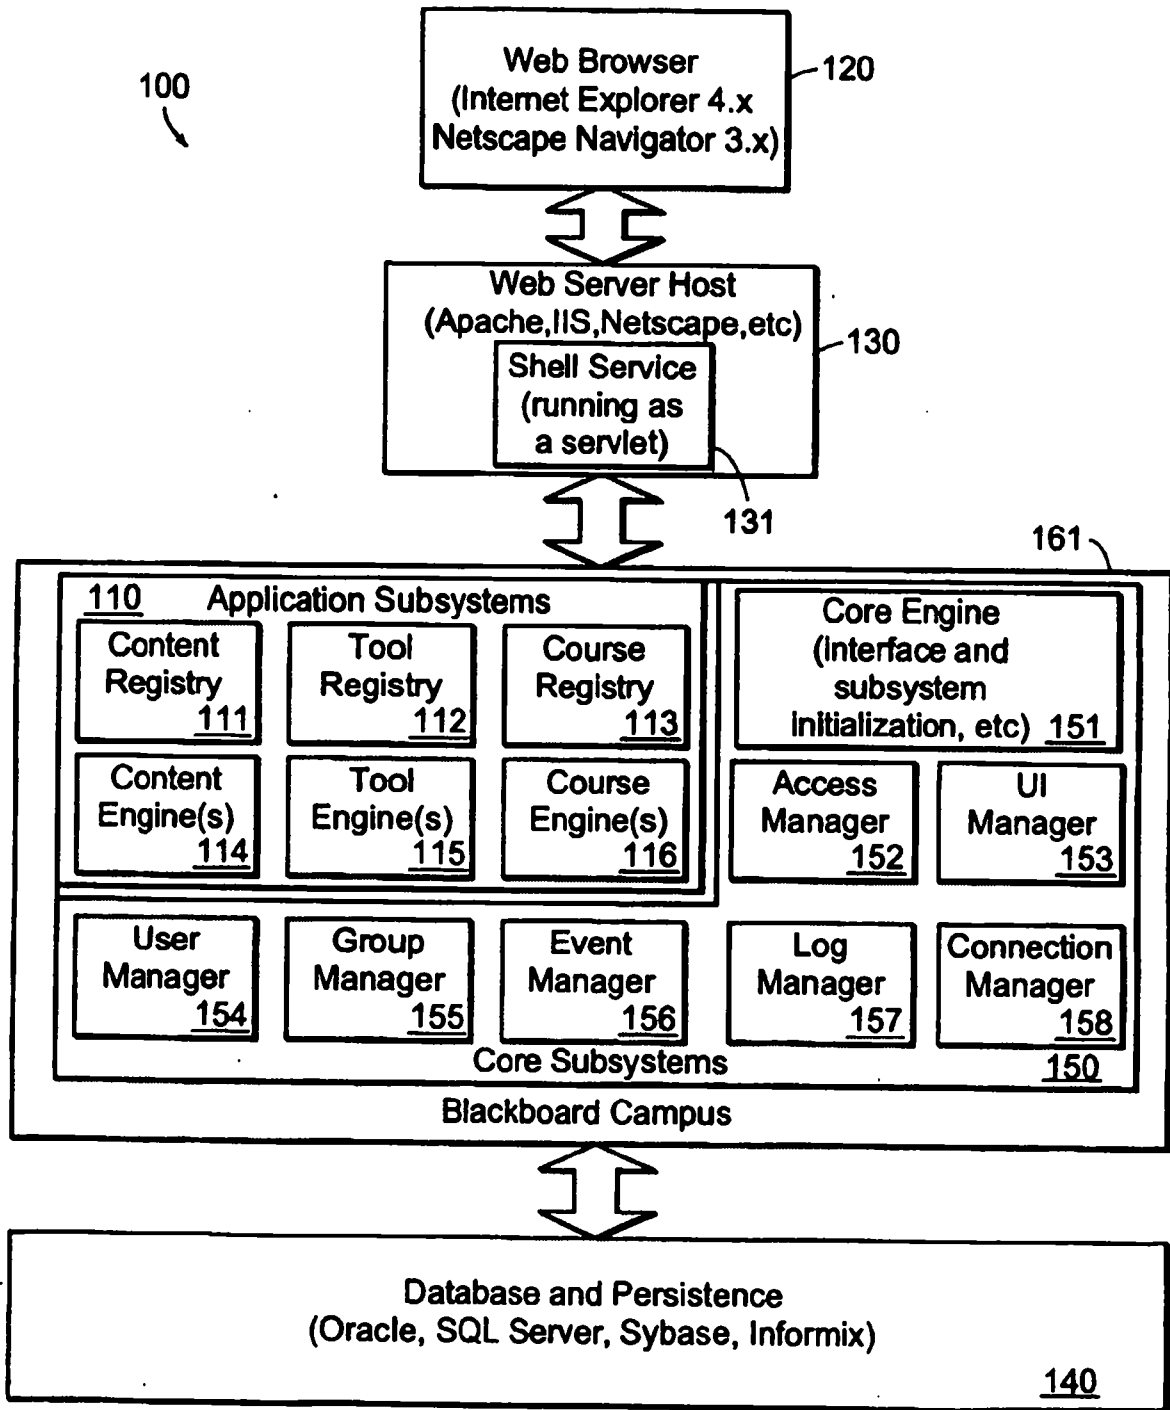 100
Web Browser
(Internet Explorer 4.x
Netscape Navigator 3.x)
120
Web Server Host
(Apache,IIS,Netscape,etc)
130
Shell Service
(running as
a servlet)
131
161
110
Application Subsystems
Content
Registry
111
Tool
Registry
112
Course
Registry
113
Content
Engine(s)
114
Tool
Engine(s)
115
Course
Engine(s)
116
Core Engine
(interface and
subsystem
initialization, etc) 151
Access
Manager
152
UI
Manager
153
User
Manager
154
Group
Manager
155
Event
Manager
156
Log
Manager
157
Connection
Manager
158
Core Subsystems
150
Blackboard Campus
Database and Persistence
(Oracle, SQL Server, Sybase, Informix)
140